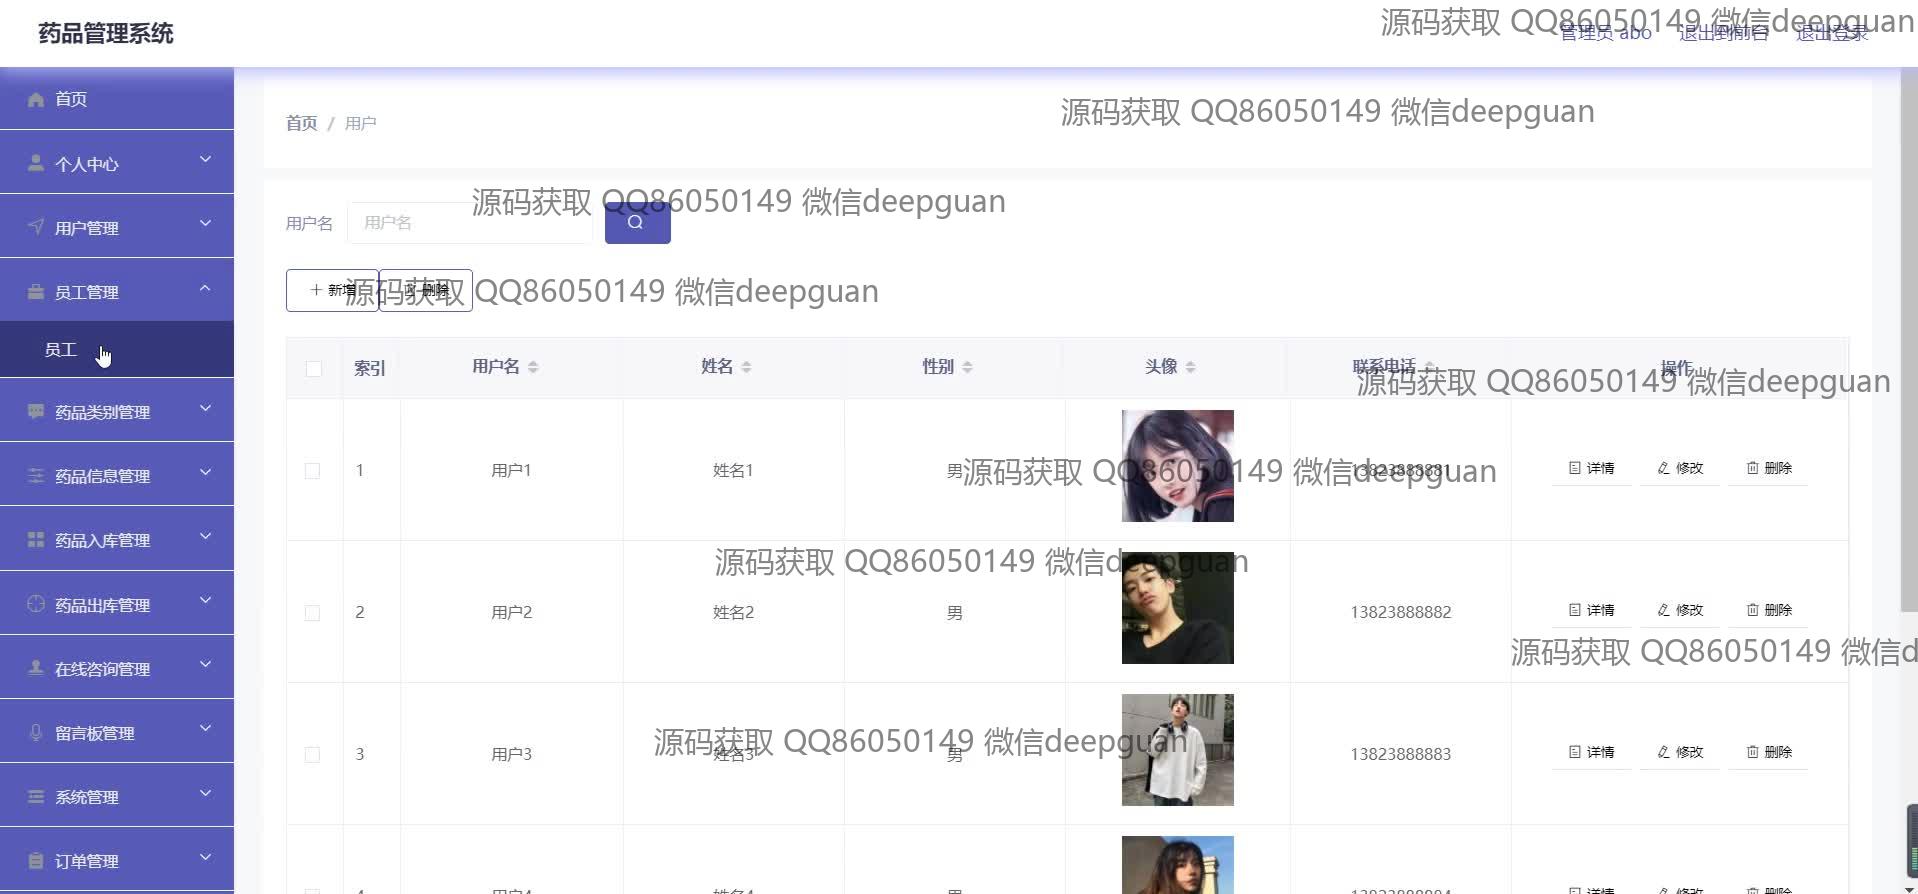 药品管理系统
源码获取 QQ86050149 微信deepguan
管理员 abo 退出到前台 退出登录
首页
个人中心
用户管理
员工管理
员工
药品类别管理
药品信息管理
药品入库管理
药品出库管理
在线咨询管理
留言板管理
系统管理
订单管理
首页 / 用户
源码获取 QQ86050149 微信deepguan
源码获取 QQ86050149 微信deepguan
用户名 用户名
新增 删除
源码获取 QQ86050149 微信deepguan
索引 用户名 姓名 性别 头像 联系电话 操作
源码获取 QQ86050149 微信deepguan
1 用户1 姓名1 男 13823888881 详情 修改 删除
源码获取 QQ86050149 微信deepguan
源码获取 QQ86050149 微信deepguan
2 用户2 姓名2 男 13823888882 详情 修改 删除
源码获取 QQ86050149 微信d
源码获取 QQ86050149 微信deepguan
3 用户3 姓名3 男 13823888883 详情 修改 删除
4 用户4 姓名4 男 13823888884 详情 修改 删除